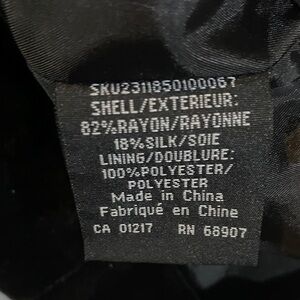 SKU2311850100067
SHELL/EXTERIEUR:
82%RAYON/RAYONNE
18%SILK/SOIE
LINING/DOUBLURE:
100%POLYESTER/
POLYESTER
Made in China
Fabriqué en Chine
CA 01217 RN 68907